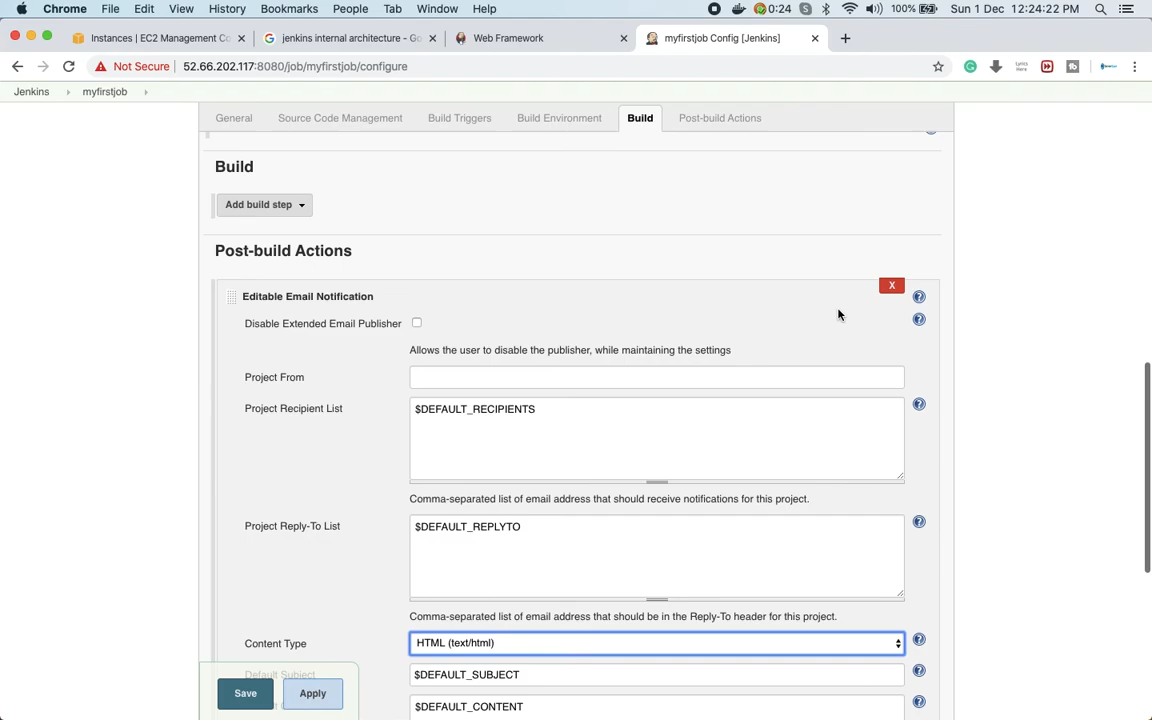 Chrome File Edit View History Bookmarks People Tab Window Help 0:24 100% Sun 1 Dec 12:24:22 PM
Instances | EC2 Management Co jenkins internal architecture - Go Web Framework myfirstjob Config [Jenkins]
Not Secure 52.66.202.117:8080/job/myfirstjob/configure
Jenkins myfirstjob
General Source Code Management Build Triggers Build Environment Build Post-build Actions
Build
Add build step
Post-build Actions
X
Editable Email Notification
Disable Extended Email Publisher
Allows the user to disable the publisher, while maintaining the settings
Project From
Project Recipient List $DEFAULT_RECIPIENTS
Comma-separated list of email address that should receive notifications for this project.
Project Reply-To List $DEFAULT_REPLYTO
Comma-separated list of email address that should be in the Reply-To header for this project.
Content Type HTML (text/html)
Default Subject $DEFAULT_SUBJECT
Save Apply
$DEFAULT_CONTENT